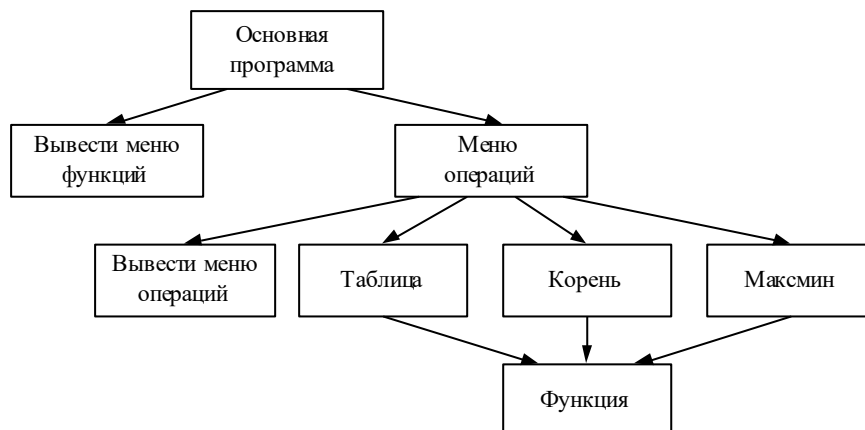 Основная
программа
Вывести меню
функций
Меню
операций
Вывести меню
операций
Таблица
Корень
Максмин
Функция